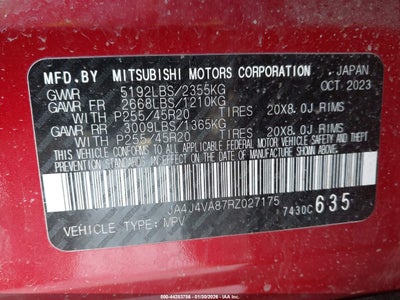 MFD.BY MITSUBISHI MOTORS CORPORATION, JAPAN
GVWR 5192LBS/2355KG OCT 2023
GAWR FR 2668LBS/1210KG
WITH P255/45R20 TIRES 20X8.0J RIMS
GAWR RR 3009LBS/1365KG
WITH P255/45R20 TIRES 20X8.0J RIMS
THIS VEHICLE CONFORMS TO ALL APPLICABLE
FEDERAL MOTOR VEHICLE SAFETY, BUMPER, AND THEFT
PREVENTION STANDARDS IN EFFECT ON THE DATE OF MANUFACTURE SHOWN ABOVE.
JA4J4VA87RZ027175
7430C 635
VEHICLE TYPE: MPV